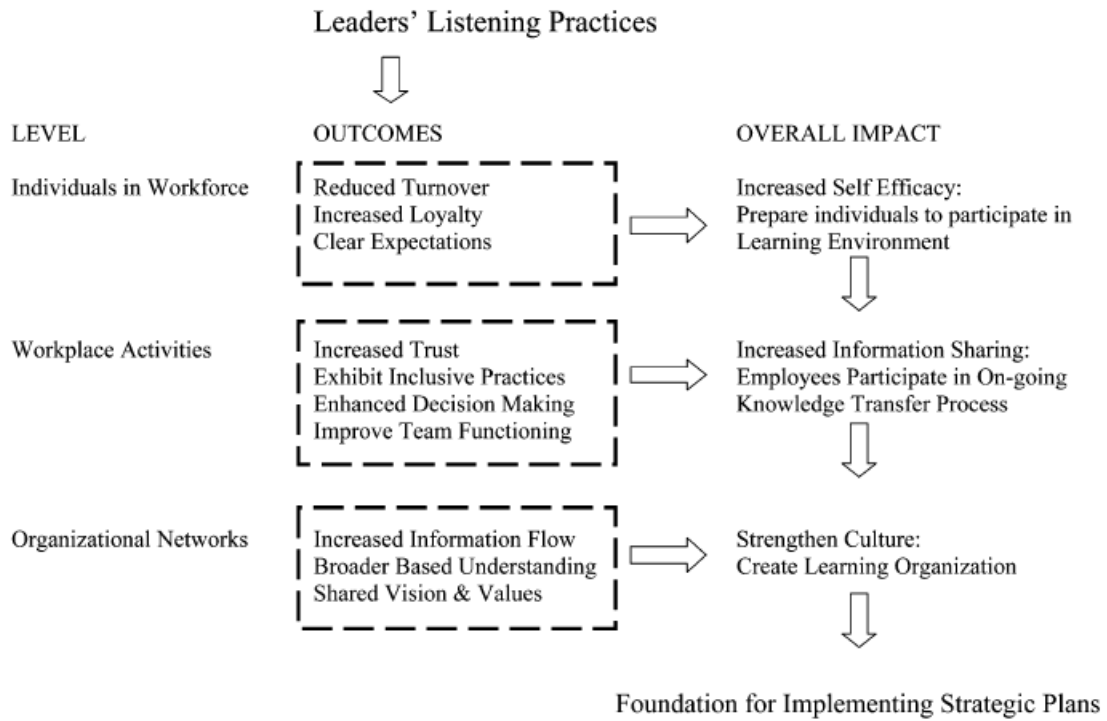 Leaders' Listening Practices
LEVEL
OUTCOMES
OVERALL IMPACT
Individuals in Workforce
Reduced Turnover
Increased Loyalty
Clear Expectations
Increased Self Efficacy:
Prepare individuals to participate in
Learning Environment
Workplace Activities
Increased Trust
Exhibit Inclusive Practices
Enhanced Decision Making
Improve Team Functioning
Increased Information Sharing:
Employees Participate in On-going
Knowledge Transfer Process
Organizational Networks
Increased Information Flow
Broader Based Understanding
Shared Vision & Values
Strengthen Culture:
Create Learning Organization
Foundation for Implementing Strategic Plans